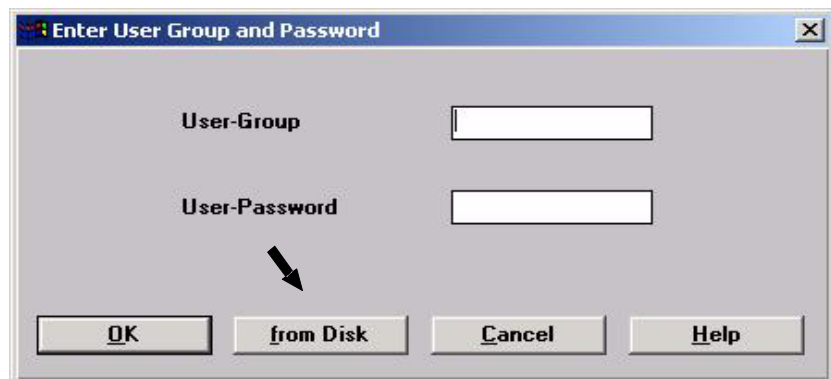 Enter User Group and Password
User-Group
User-Password
OK from Disk Cancel Help